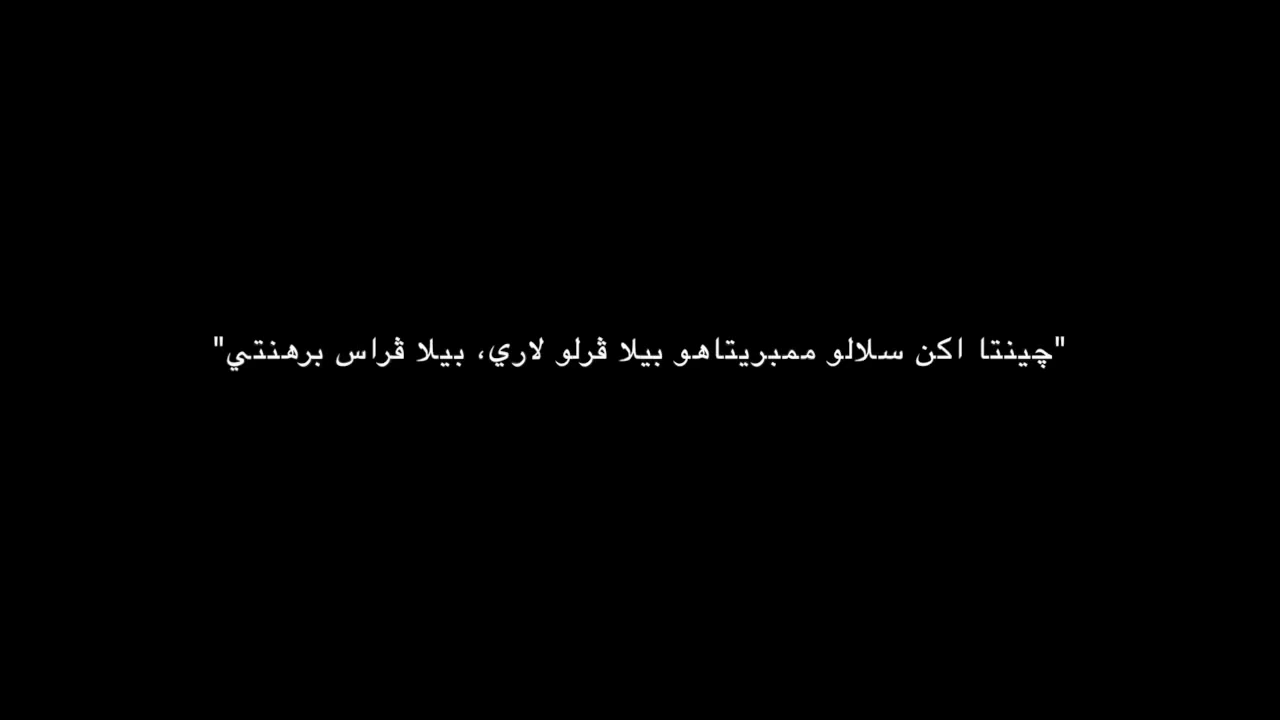 "چينتا اکن سلالو ممبريتاهو بيلا ڤرلو لاري، بيلا ڤراس برهنتي"